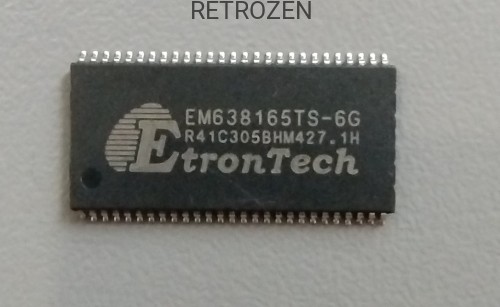 RETROZEN
EM638165TS-6G
R41C305BHM427.1H
EtronTech